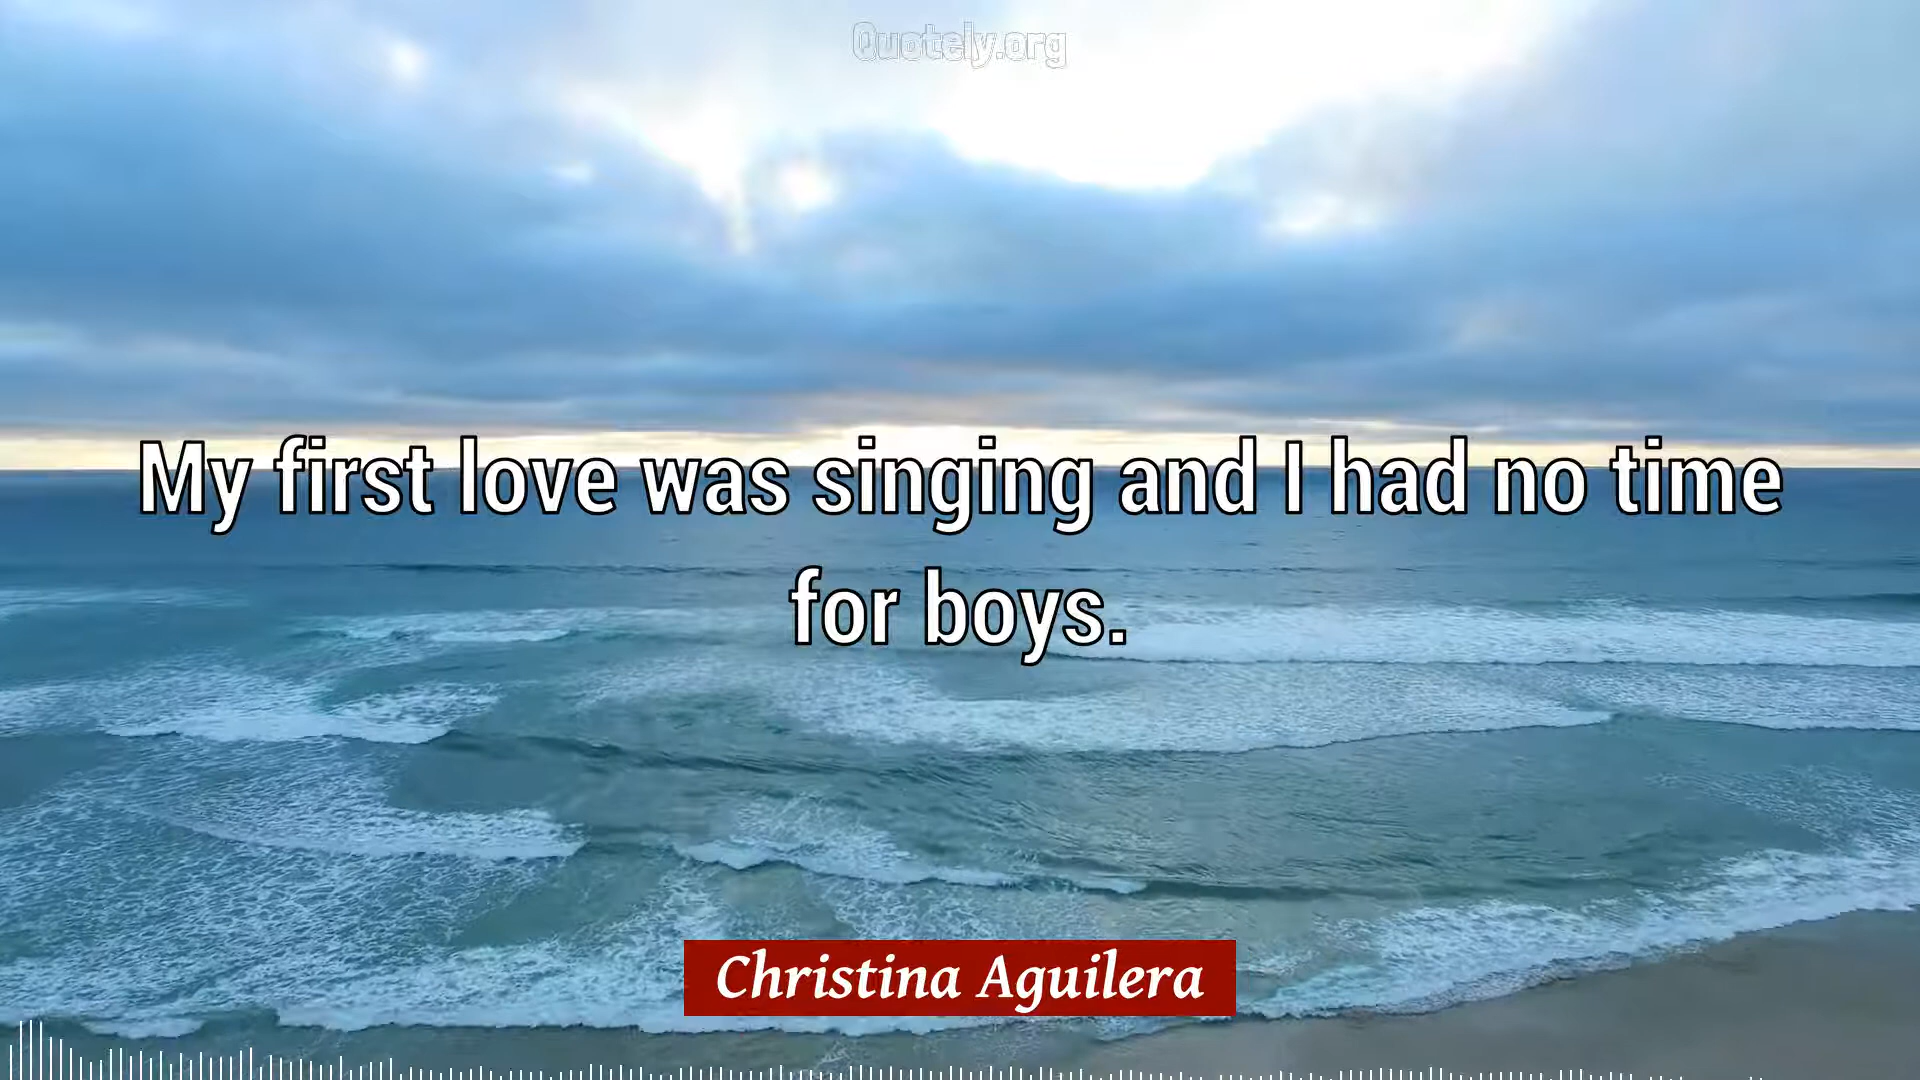 Quotely.org
My first love was singing and I had no time
for boys.
Christina Aguilera